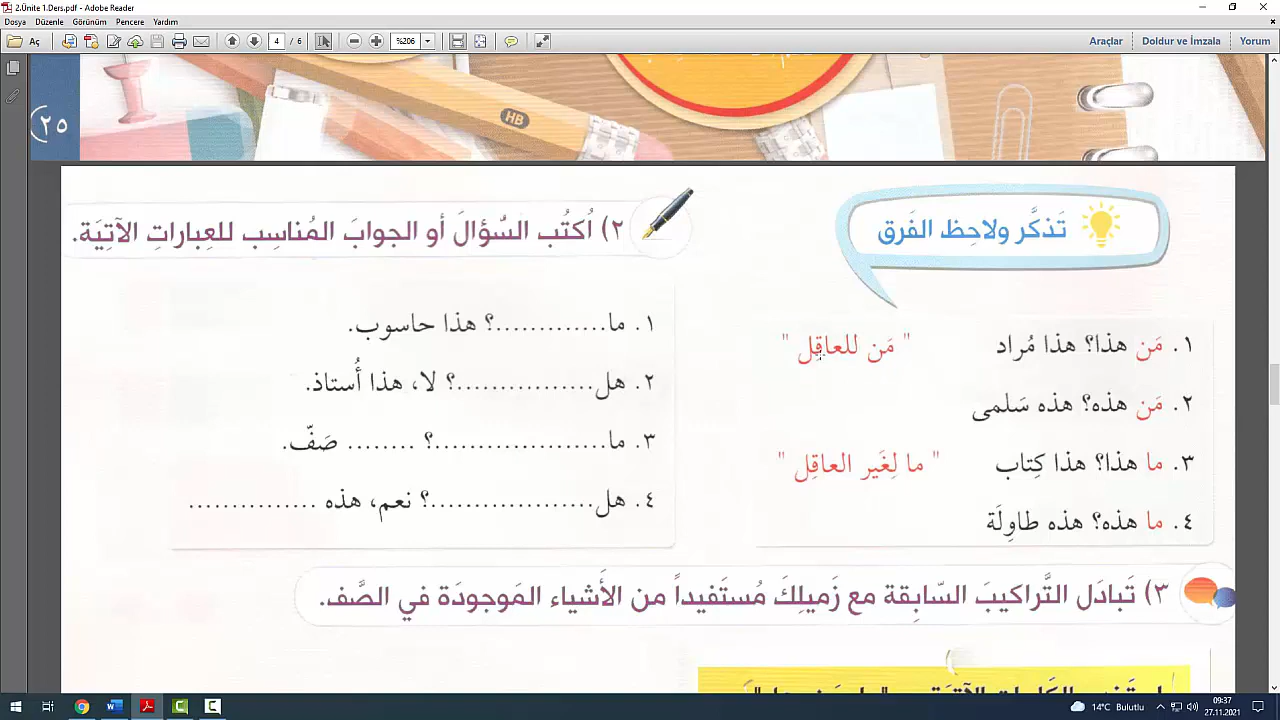 2.Ünite 1.Ders.pdf - Adobe Reader
Dosya Düzenle Görünüm Pencere Yardım
Aç 4 / 6 %206 Araçlar Doldur ve İmzala Yorum
HB
٢٥
تَذكَّر ولاحِظ الفَرق
١. مَن هذا؟ هذا مُراد " مَن للعاقِل "
٢. مَن هذه؟ هذه سَلمى
٣. ما هذا؟ هذا كِتاب " ما لِغَير العاقِل "
٤. ما هذه؟ هذه طاوِلَة
٢) اُكتُب السُّؤالَ أو الجوابَ المُناسِب للعِباراتِ الآتِيَة.
١. ما.............؟ هذا حاسوب.
٢. هل................؟ لا، هذا أُستاذ.
٣. ما...................؟ ........ صَفّ.
٤. هل..................؟ نعم، هذه ...............
٣) تَبادَل التَّراكيبَ السّابِقة مع زَميلِكَ مُستَفيداً من الأَشياء المَوجودَة في الصَّف.
09:37
14°C Bulutlu
27.11.2021